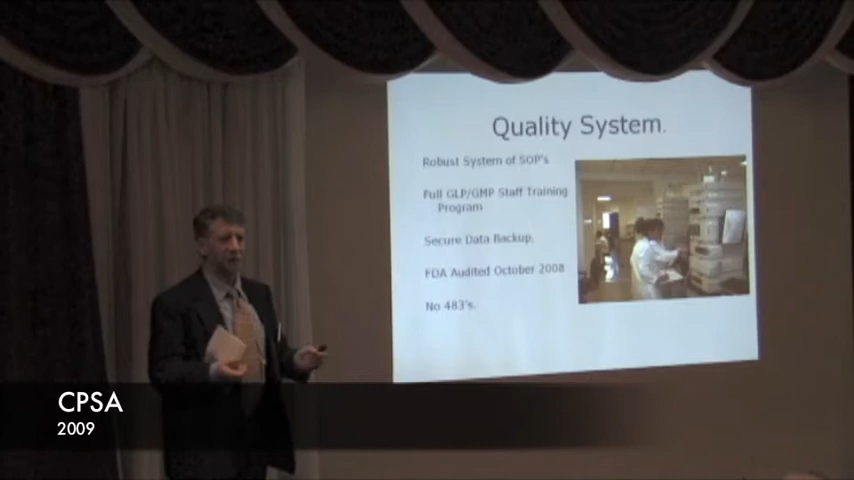 Quality System.
Robust System of SOP's
Full GLP/GMP Staff Training
Program
Secure Data Backup.
FDA Audited October 2008
No 483's.
CPSA
2009